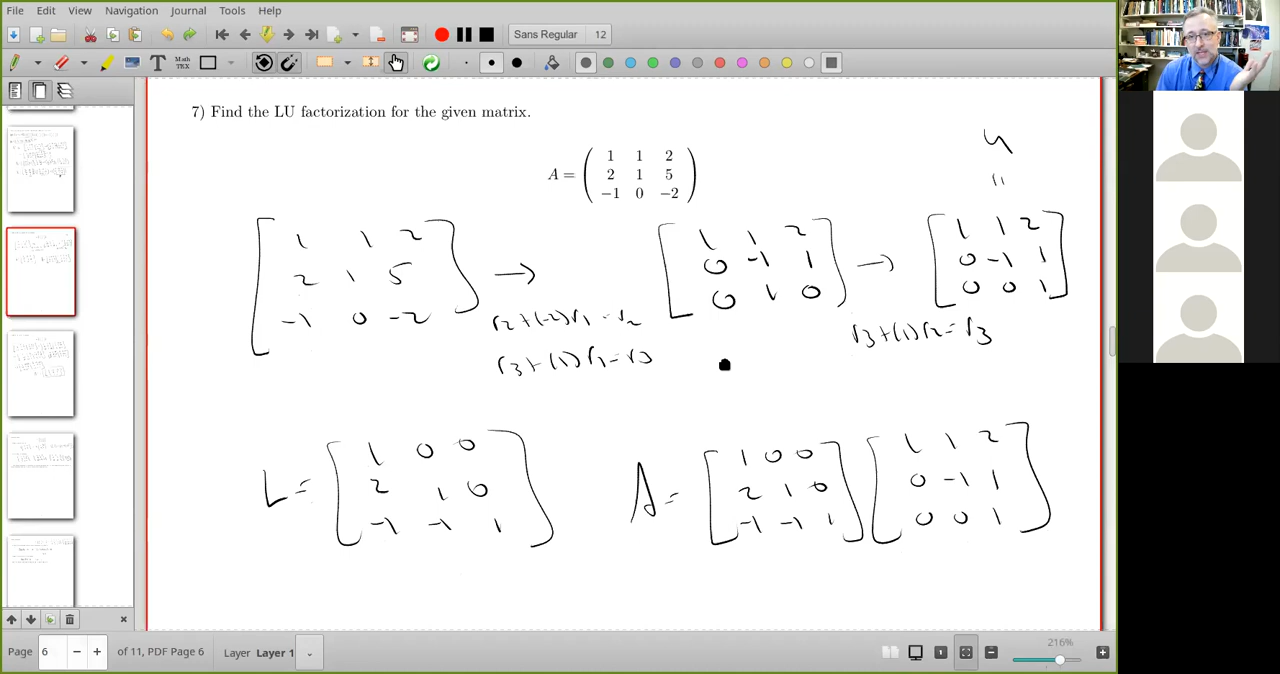 File Edit View Navigation Journal Tools Help
Sans Regular 12
Math TEX
7) Find the LU factorization for the given matrix.
A = ( 1 1 2
2 1 5
−1 0 −2 )
U
=
[ 1 1 2
2 1 5
-1 0 -2 ]
→
r2+(-2)r1=r2
r3+(1)r1=r3
[ 1 1 2
0 -1 1
0 1 0 ]
→
r3+(1)r2=r3
[ 1 1 2
0 -1 1
0 0 1 ]
L = [ 1 0 0
2 1 0
-1 -1 1 ]
A = [ 1 0 0
2 1 0
-1 -1 1 ] [ 1 1 2
0 -1 1
0 0 1 ]
216%
Page 6 − + of 11, PDF Page 6 Layer Layer 1